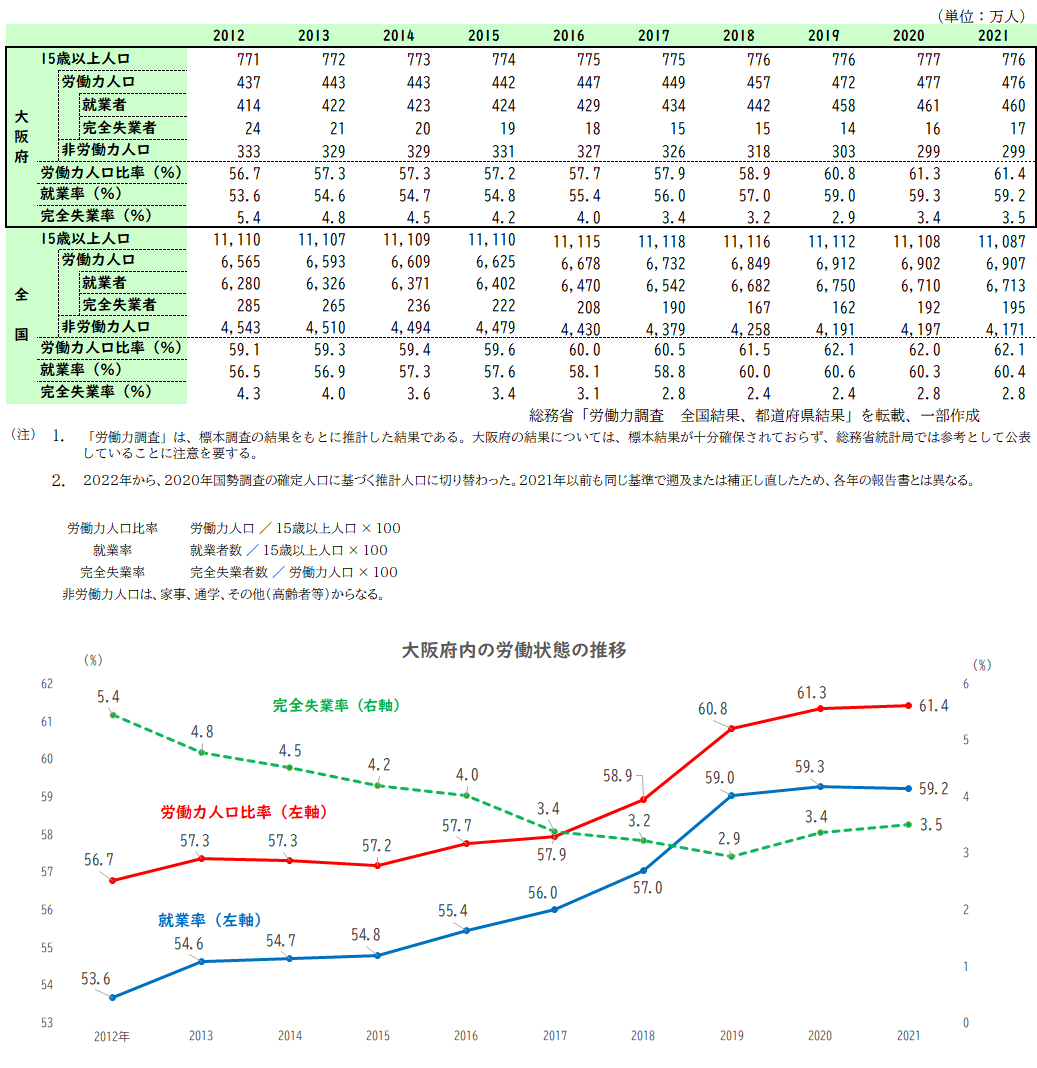 （単位：万人）
2012 2013 2014 2015 2016 2017 2018 2019 2020 2021
大阪府
15歳以上人口 771 772 773 774 775 775 776 776 777 776
労働力人口 437 443 443 442 447 449 457 472 477 476
就業者 414 422 423 424 429 434 442 458 461 460
完全失業者 24 21 20 19 18 15 15 14 16 17
非労働力人口 333 329 329 331 327 326 318 303 299 299
労働力人口比率（%） 56.7 57.3 57.3 57.2 57.7 57.9 58.9 60.8 61.3 61.4
就業率（%） 53.6 54.6 54.7 54.8 55.4 56.0 57.0 59.0 59.3 59.2
完全失業率（%） 5.4 4.8 4.5 4.2 4.0 3.4 3.2 2.9 3.4 3.5
全国
15歳以上人口 11,110 11,107 11,109 11,110 11,115 11,118 11,116 11,112 11,108 11,087
労働力人口 6,565 6,593 6,609 6,625 6,678 6,732 6,849 6,912 6,902 6,907
就業者 6,280 6,326 6,371 6,402 6,470 6,542 6,682 6,750 6,710 6,713
完全失業者 285 265 236 222 208 190 167 162 192 195
非労働力人口 4,543 4,510 4,494 4,479 4,430 4,379 4,258 4,191 4,197 4,171
労働力人口比率（%） 59.1 59.3 59.4 59.6 60.0 60.5 61.5 62.1 62.0 62.1
就業率（%） 56.5 56.9 57.3 57.6 58.1 58.8 60.0 60.6 60.3 60.4
完全失業率（%） 4.3 4.0 3.6 3.4 3.1 2.8 2.4 2.4 2.8 2.8
総務省「労働力調査　全国結果、都道府県結果」を転載、一部作成
（注） 1. 「労働力調査」は、標本調査の結果をもとに推計した結果である。大阪府の結果については、標本結果が十分確保されておらず、総務省統計局では参考として公表
していることに注意を要する。
2. 2022年から、2020年国勢調査の確定人口に基づく推計人口に切り替わった。2021年以前も同じ基準で遡及または補正し直したため、各年の報告書とは異なる。
労働力人口比率 労働力人口 ／ 15歳以上人口 × 100
就業率 就業者数 ／ 15歳以上人口 × 100
完全失業率 完全失業者数 ／ 労働力人口 × 100
非労働力人口は、家事、通学、その他（高齢者等）からなる。
大阪府内の労働状態の推移
（%） （%）
62 61 60 59 58 57 56 55 54 53
6 5 4 3 2 1 0
完全失業率（右軸）
5.4 4.8 4.5 4.2 4.0 3.4 3.2 2.9 3.4 3.5
労働力人口比率（左軸）
56.7 57.3 57.3 57.2 57.7 57.9 58.9 60.8 61.3 61.4
就業率（左軸）
53.6 54.6 54.7 54.8 55.4 56.0 57.0 59.0 59.3 59.2
2012年 2013 2014 2015 2016 2017 2018 2019 2020 2021